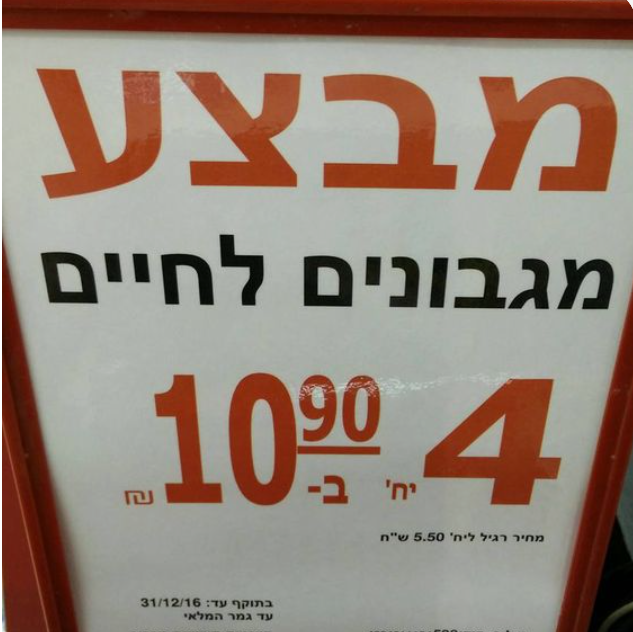 מבצע
מגבונים לחיים
4 יח' ב- 10.90 ₪
מחיר רגיל ליח' 5.50 ש"ח
בתוקף עד: 31/12/16
עד גמר המלאי